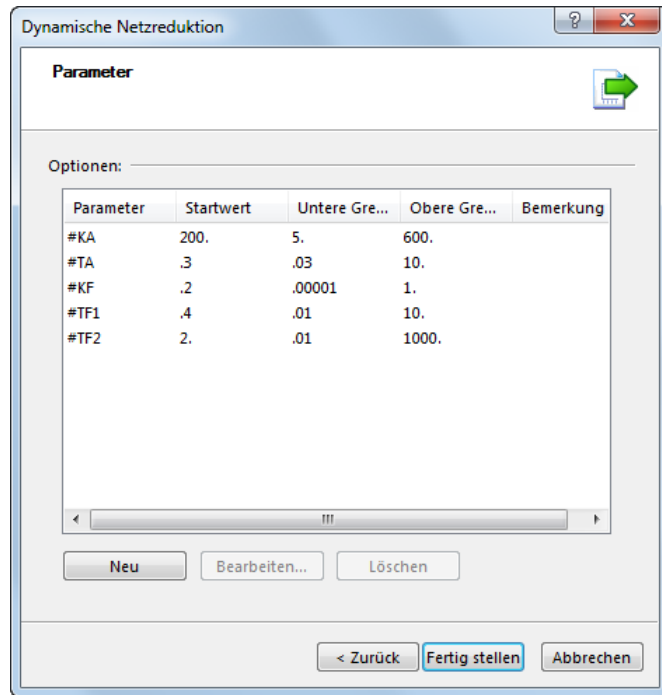 Dynamische Netzreduktion
Parameter
Optionen:
Parameter Startwert Untere Gre... Obere Gre... Bemerkung
#KA 200. 5. 600.
#TA .3 .03 10.
#KF .2 .00001 1.
#TF1 .4 .01 10.
#TF2 2. .01 1000.
Neu Bearbeiten... Löschen
< Zurück Fertig stellen Abbrechen